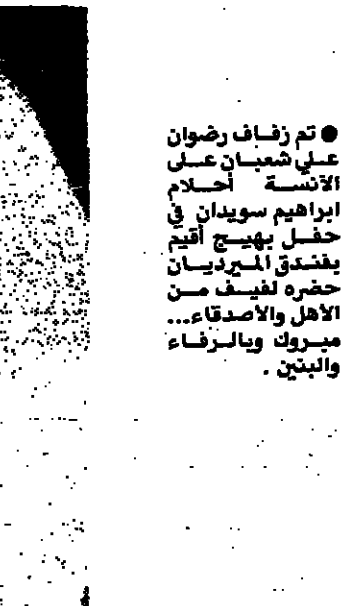 ● تم زفاف رضوان
علي شعبان على
الآنسة أحلام
ابراهيم سويدان في
حفل بهيج أقيم
بفندق الميرديان
حضره لفيف من
الأهل والأصدقاء...
مبروك وبالرفاء
والبنين .